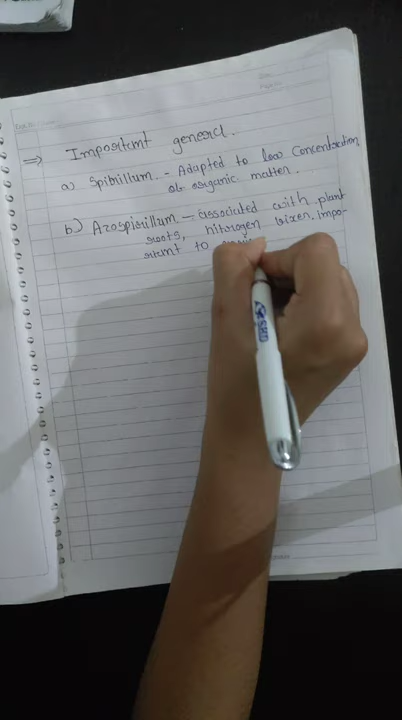 ⇒ Important genera.
a) Spirillum. - Adapted to low Concentration
of organic matter.
b) Azospirillum - associated with plant
roots, nitrogen fixer. impo-
rtant to